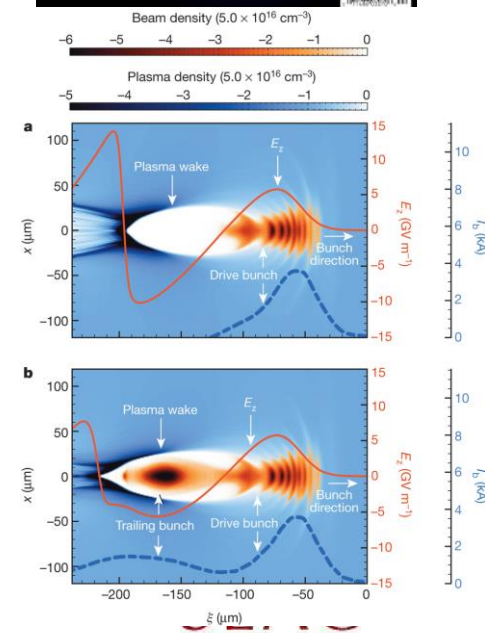 Beam density (5.0 × 10¹⁶ cm⁻³)
−6 −5 −4 −3 −2 −1 0
Plasma density (5.0 × 10¹⁶ cm⁻³)
−5 −4 −3 −2 −1 0
a
100
50
0
−50
−100
x (μm)
Plasma wake
E_z
Drive bunch
Bunch
direction
15
10
5
0
−5
−10
−15
E_z (GV m⁻¹)
10
8
6
4
2
0
I_b (kA)
b
100
50
0
−50
−100
x (μm)
Plasma wake
E_z
Trailing bunch
Drive bunch
Bunch
direction
15
10
5
0
−5
−10
−15
E_z (GV m⁻¹)
10
8
6
4
2
0
I_b (kA)
−200 −150 −100 −50 0
ξ (μm)